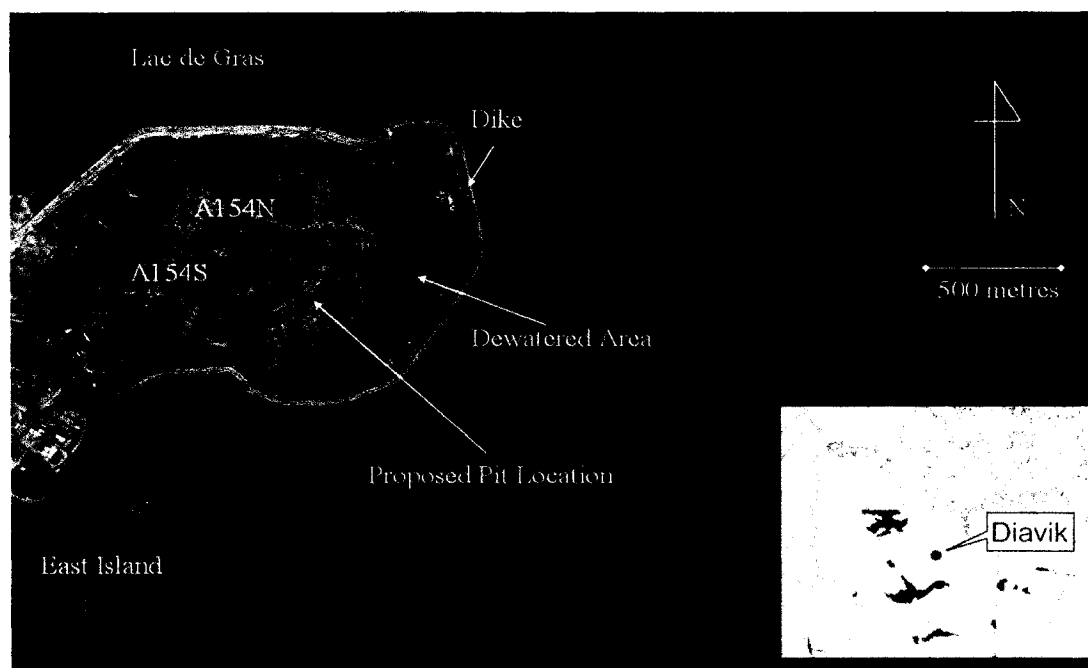 Lac de Gras
Dike
A154N
N
A154S
500 metres
Dewatered Area
Proposed Pit Location
Diavik
East Island